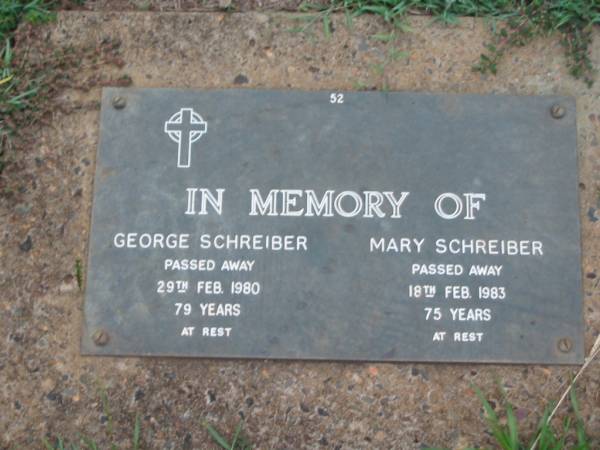 52
IN MEMORY OF
GEORGE SCHREIBER
PASSED AWAY
29TH FEB. 1980
79 YEARS
AT REST
MARY SCHREIBER
PASSED AWAY
18TH FEB. 1983
75 YEARS
AT REST